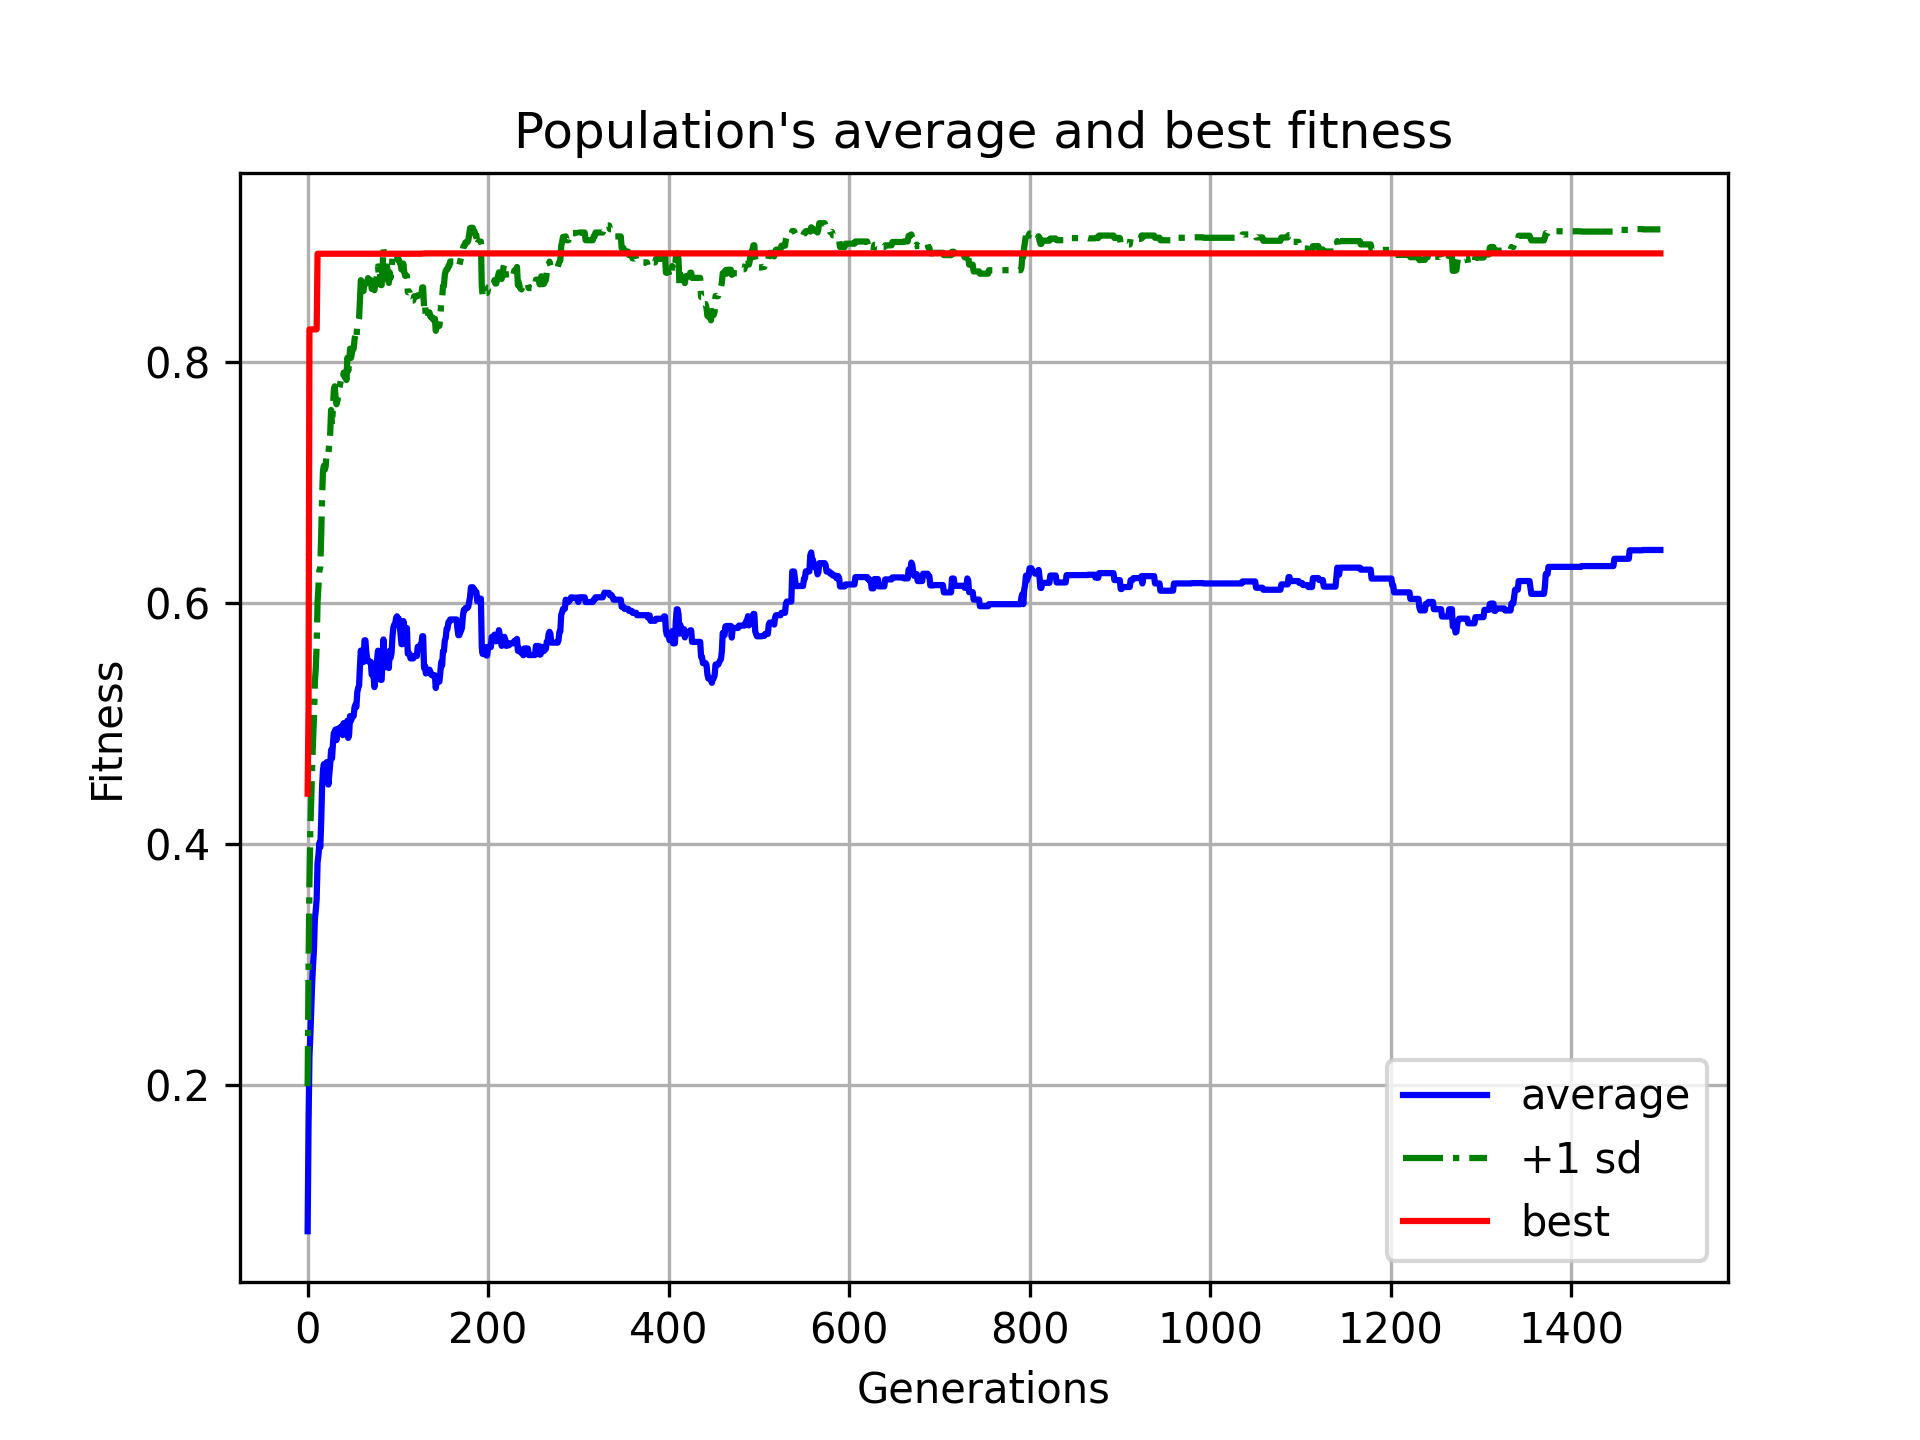 Population's average and best fitness
Fitness
0.8
0.6
0.4
0.2
0 200 400 600 800 1000 1200 1400
Generations
average
+1 sd
best